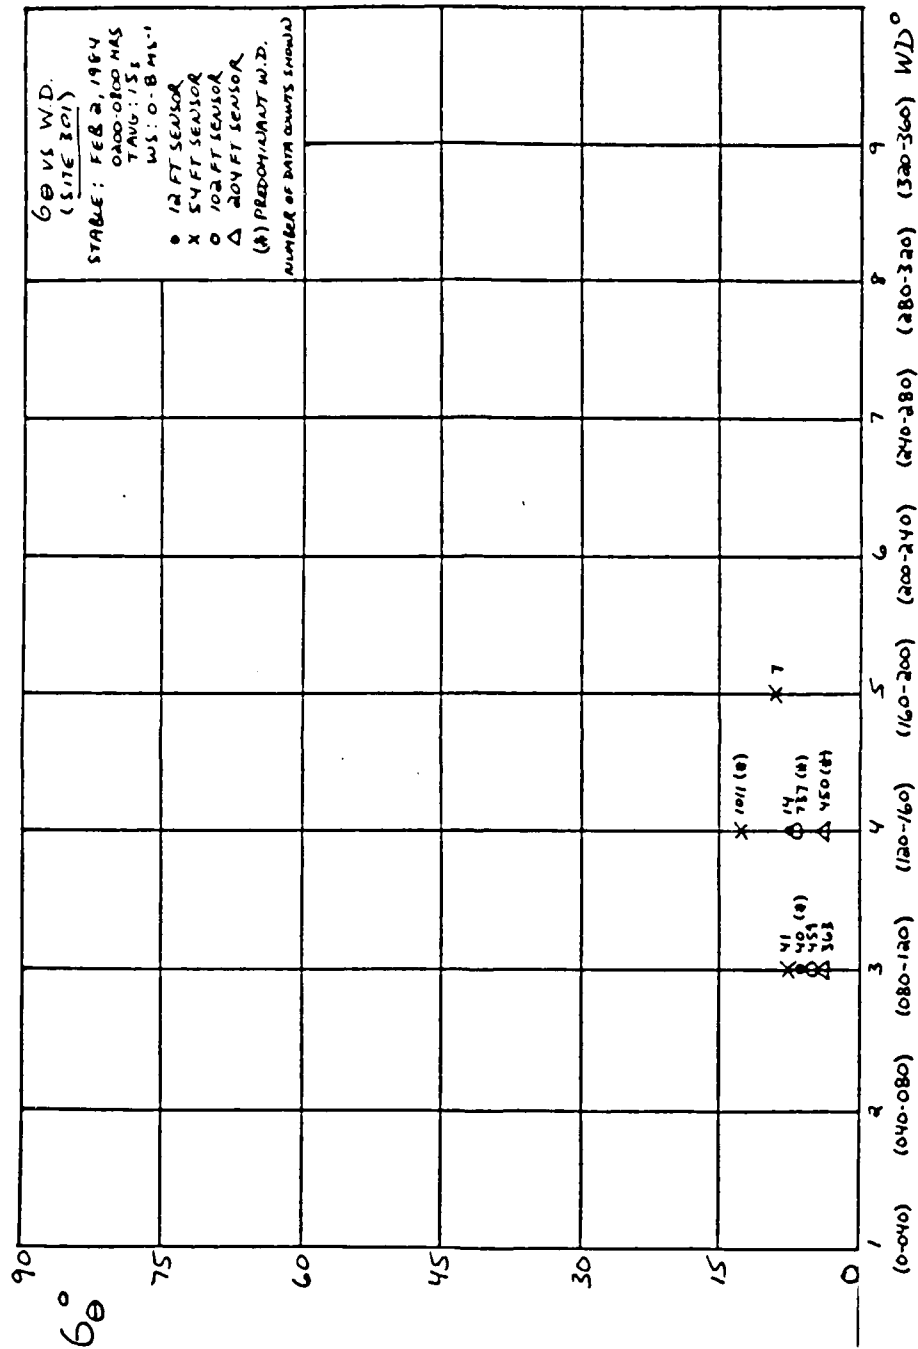 6θ VS W.D.
(SITE 301)
STABLE: FEB 2, 1984
0200-0800 HRS
TAVG: 15s
WS: 0-8 MS⁻¹
• 12 FT SENSOR
x 54 FT SENSOR
o 102 FT SENSOR
△ 204 FT SENSOR
(*) PREDOMINANT W.D.
NUMBER OF DATA COUNTS SHOWN
6θ°
90
75
60
45
30
15
0
41
40 (*)
459
363
1011 (*)
14
737 (*)
450 (*)
7
1 2 3 4 5 6 7 8 9
(0-040) (040-080) (080-120) (120-160) (160-200) (200-240) (240-280) (280-320) (320-360) WD°